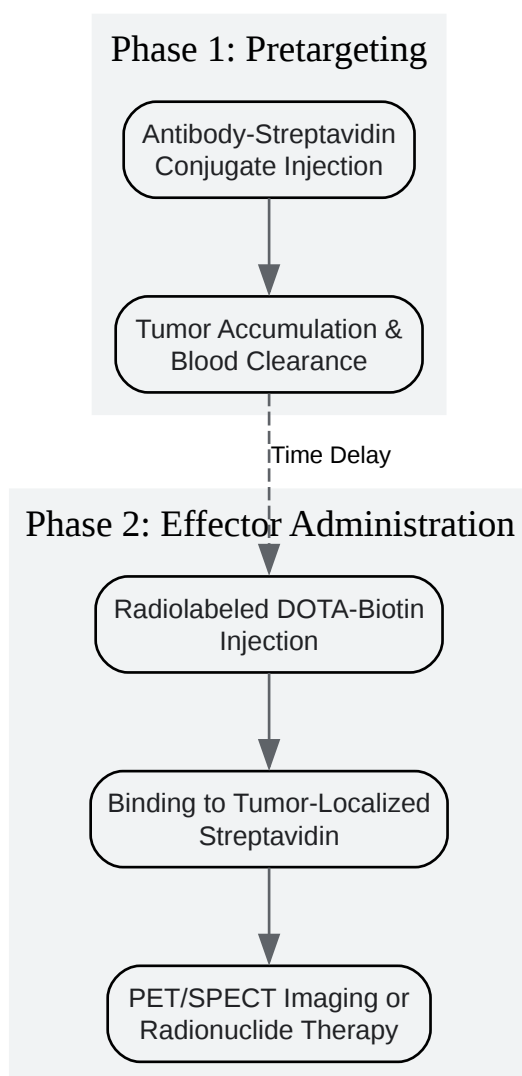 Phase 1: Pretargeting
Antibody-Streptavidin
Conjugate Injection
Tumor Accumulation &
Blood Clearance
Time Delay
Phase 2: Effector Administration
Radiolabeled DOTA-Biotin
Injection
Binding to Tumor-Localized
Streptavidin
PET/SPECT Imaging or
Radionuclide Therapy